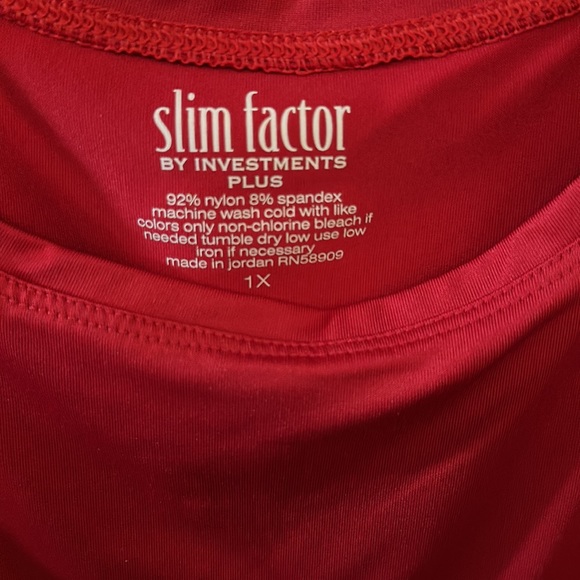 slim factor
BY INVESTMENTS
PLUS
92% nylon 8% spandex
machine wash cold with like
colors only non-chlorine bleach if
needed tumble dry low use low
iron if necessary
made in jordan RN58909
1X